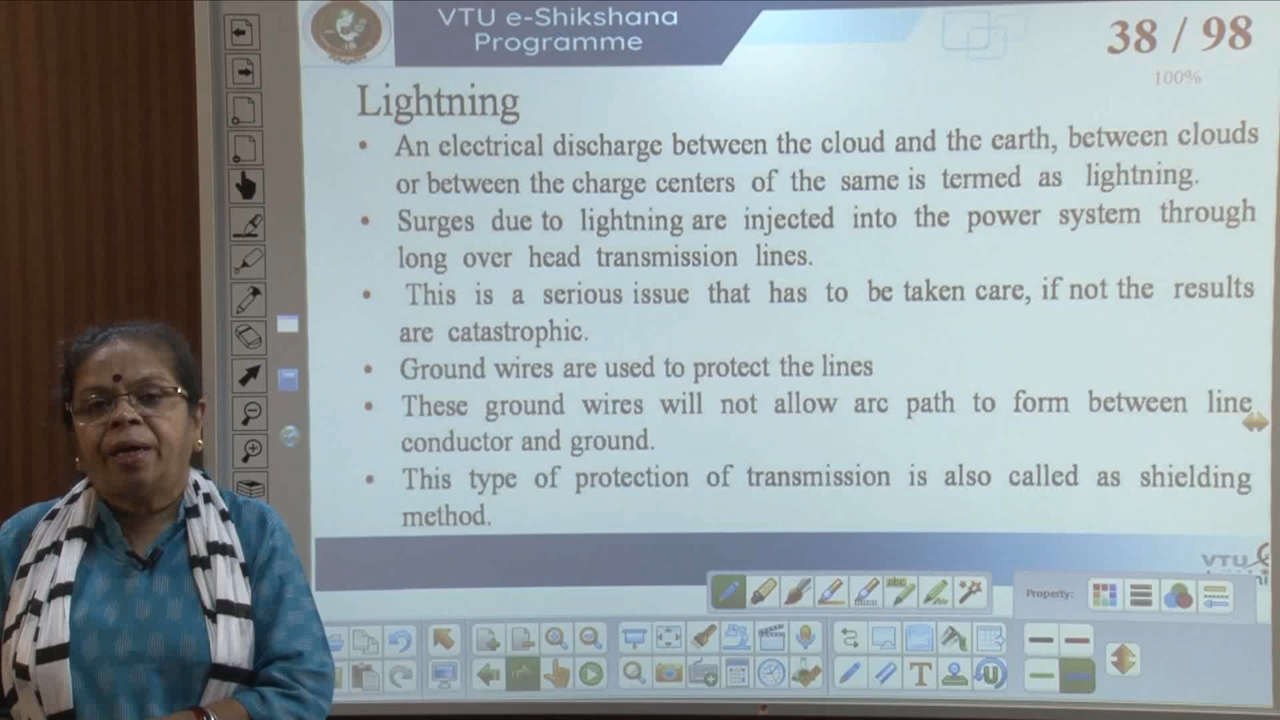 VTU e-Shikshana
Programme
38 / 98
100%
Lightning
• An electrical discharge between the cloud and the earth, between clouds
or between the charge centers of the same is termed as lightning.
• Surges due to lightning are injected into the power system through
long over head transmission lines.
• This is a serious issue that has to be taken care, if not the results
are catastrophic.
• Ground wires are used to protect the lines
• These ground wires will not allow arc path to form between line
conductor and ground.
• This type of protection of transmission is also called as shielding
method.
VTU
Property: